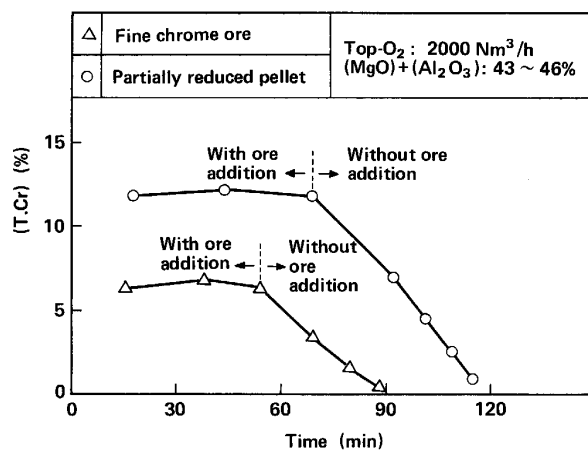 △ Fine chrome ore
○ Partially reduced pellet
Top-O₂ : 2000 Nm³/h
(MgO) + (Al₂O₃) : 43 ~ 46%
(T.Cr) (%)
15
10
5
0
With ore
addition
Without ore
addition
With ore
addition
Without
ore
addition
0 30 60 90 120
Time (min)